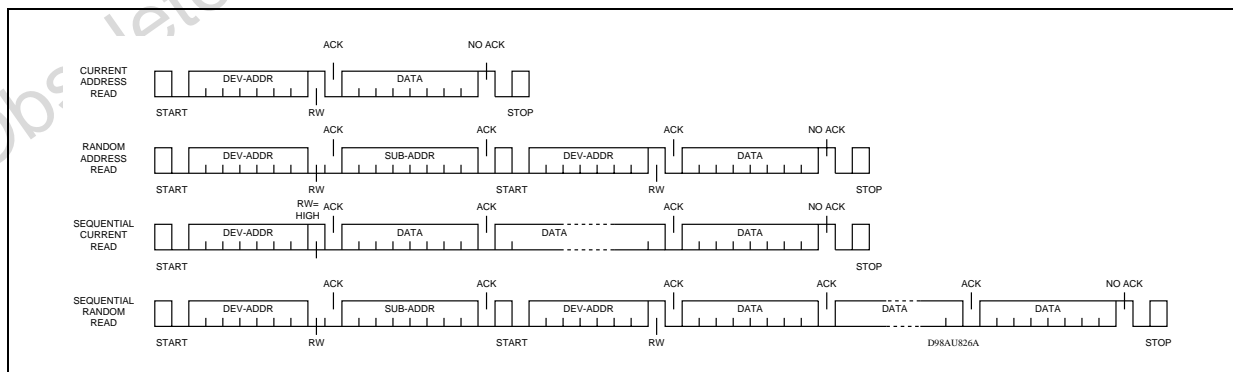 ACK NO ACK
CURRENT
ADDRESS
READ
DEV-ADDR DATA
START RW STOP
ACK ACK ACK NO ACK
RANDOM
ADDRESS
READ
DEV-ADDR SUB-ADDR DEV-ADDR DATA
START RW START RW STOP
RW=
HIGH
ACK ACK ACK NO ACK
SEQUENTIAL
CURRENT
READ
DEV-ADDR DATA DATA DATA
START STOP
ACK ACK ACK ACK ACK NO ACK
SEQUENTIAL
RANDOM
READ
DEV-ADDR SUB-ADDR DEV-ADDR DATA DATA DATA
START RW START RW D98AU826A STOP